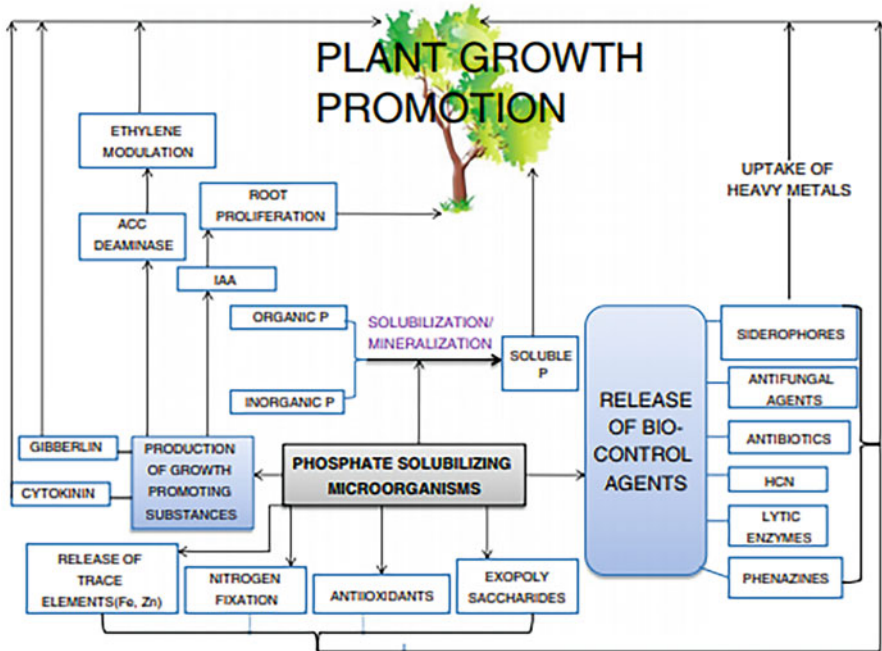 PLANT GROWTH
PROMOTION
ETHYLENE
MODULATION
UPTAKE OF
HEAVY METALS
ROOT
PROLIFERATION
ACC
DEAMINASE
IAA
ORGANIC P
SOLUBILIZATION/
MINERALIZATION
SOLUBLE
P
INORGANIC P
SIDEROPHORES
ANTIFUNGAL
AGENTS
RELEASE
OF BIO-
CONTROL
AGENTS
ANTIBIOTICS
HCN
LYTIC
ENZYMES
PHENAZINES
GIBBERLIN
CYTOKININ
PRODUCTION
OF GROWTH
PROMOTING
SUBSTANCES
PHOSPHATE SOLUBILIZING
MICROORGANISMS
RELEASE OF
TRACE
ELEMENTS(Fe, Zn)
NITROGEN
FIXATION
ANTIIOXIDANTS
EXOPOLY
SACCHARIDES